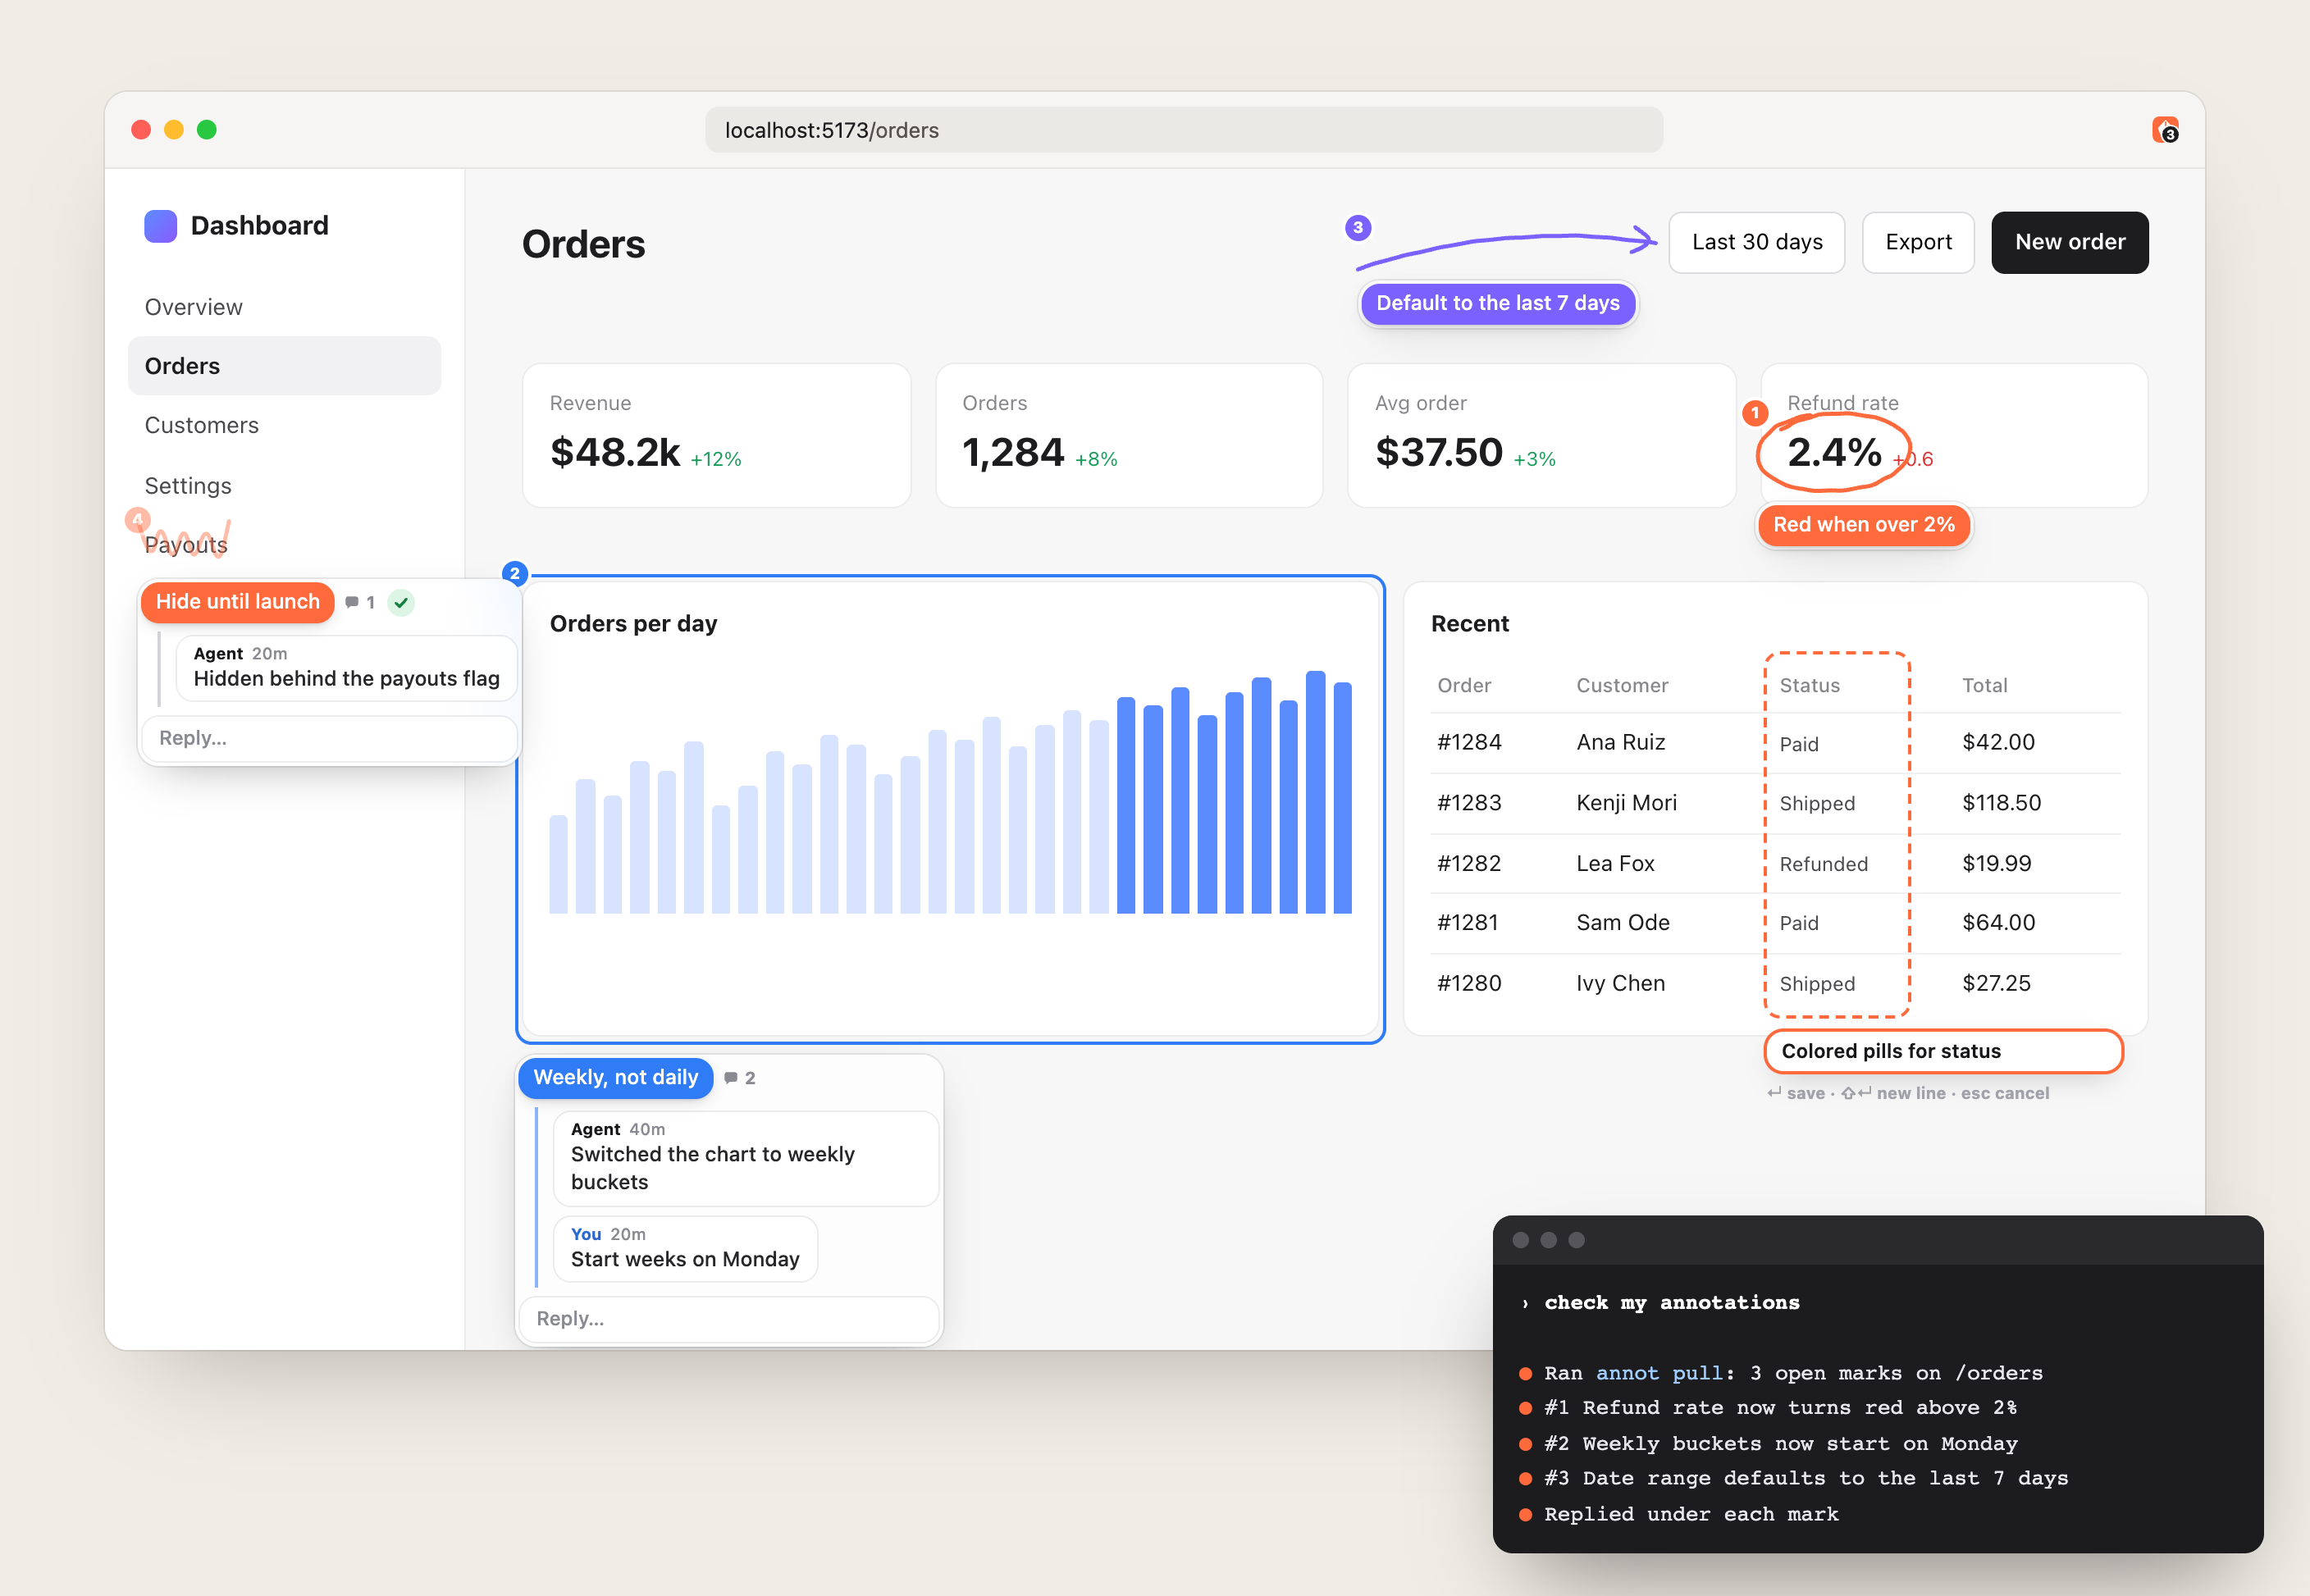 localhost:5173/orders
3
Dashboard
Overview
Orders
Customers
Settings
4
Payouts
Hide until launch 1
Agent 20m
Hidden behind the payouts flag
Reply...
Orders
3
Default to the last 7 days
Last 30 days
Export
New order
Revenue
$48.2k +12%
Orders
1,284 +8%
Avg order
$37.50 +3%
1
Refund rate
2.4% +0.6
Red when over 2%
2
Orders per day
Recent
Order Customer Status Total
#1284 Ana Ruiz Paid $42.00
#1283 Kenji Mori Shipped $118.50
#1282 Lea Fox Refunded $19.99
#1281 Sam Ode Paid $64.00
#1280 Ivy Chen Shipped $27.25
Colored pills for status
↵ save · ⇧↵ new line · esc cancel
Weekly, not daily 2
Agent 40m
Switched the chart to weekly
buckets
You 20m
Start weeks on Monday
Reply...
› check my annotations
Ran annot pull: 3 open marks on /orders
#1 Refund rate now turns red above 2%
#2 Weekly buckets now start on Monday
#3 Date range defaults to the last 7 days
Replied under each mark